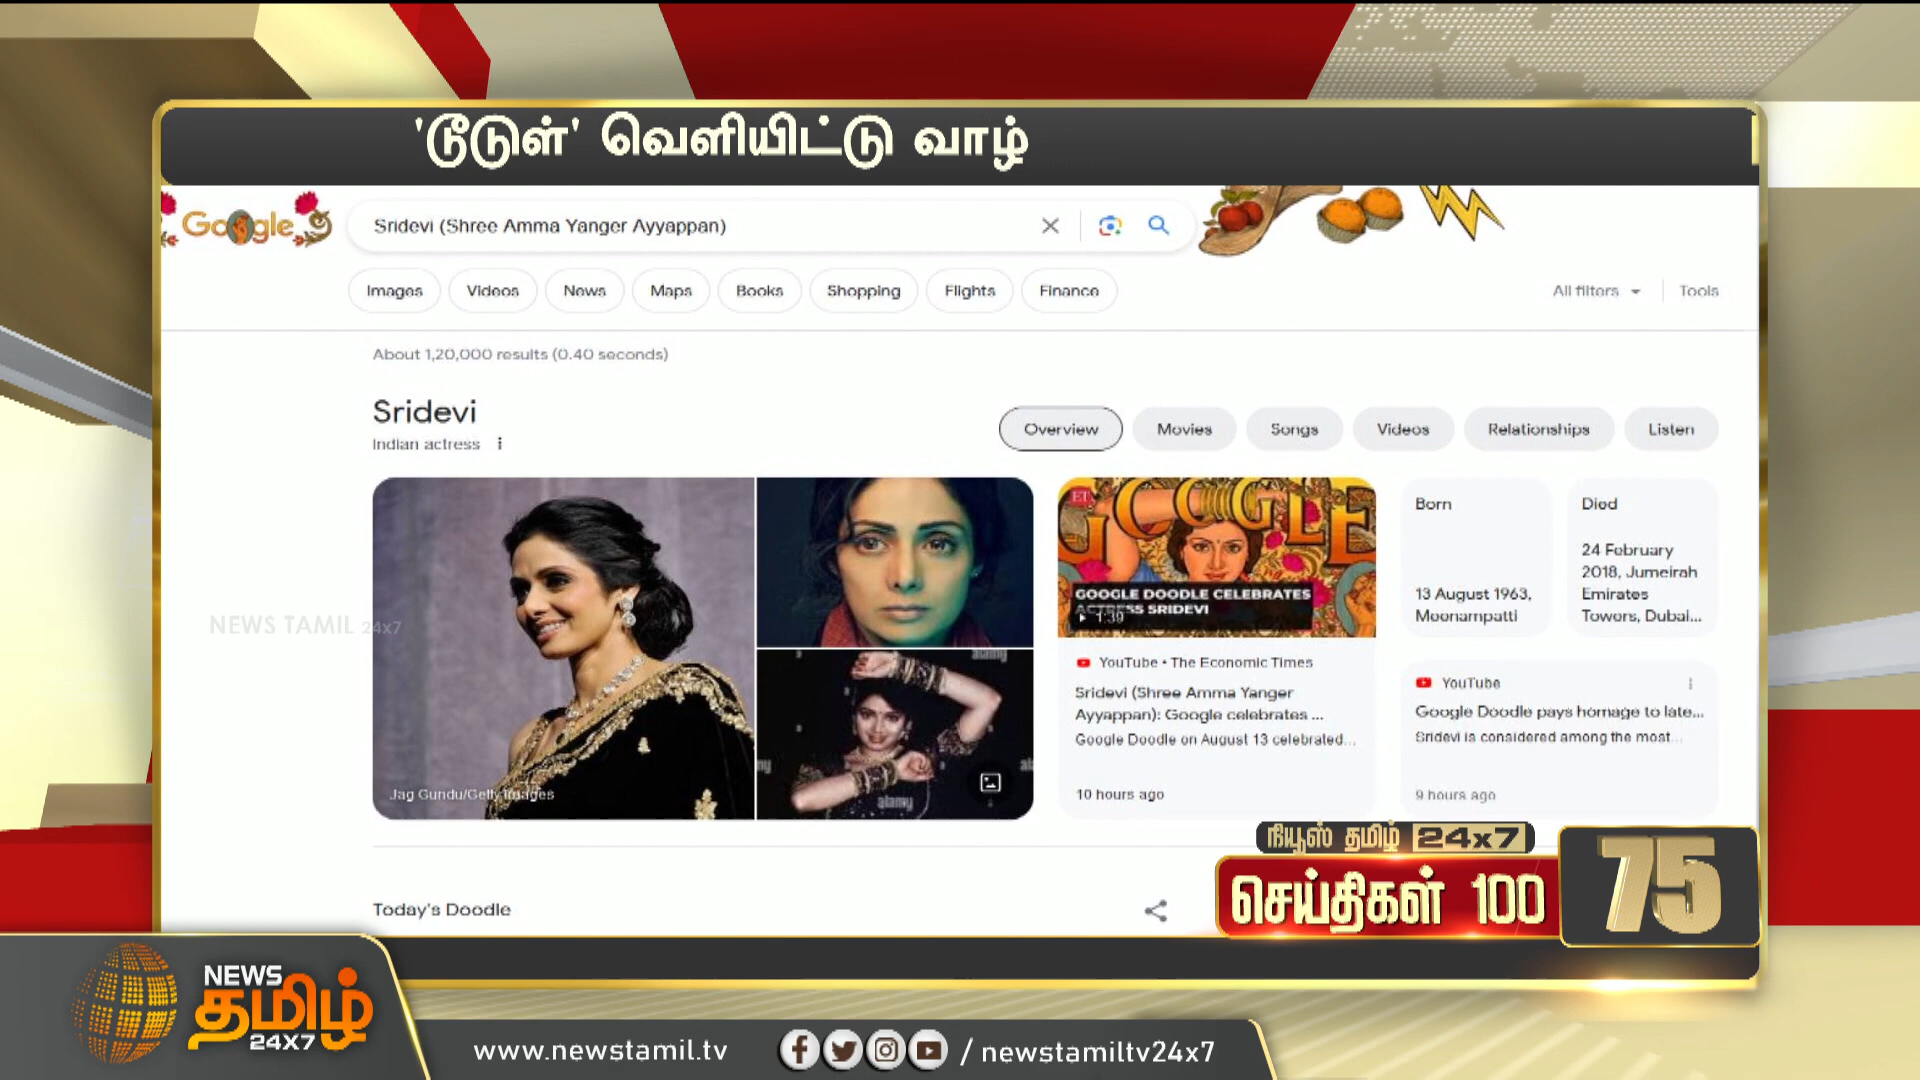 'டூடுள்' வெளியிட்டு வாழ்
Google
Sridevi (Shree Amma Yanger Ayyappan)
Images Videos News Maps Books Shopping Flights Finance
All filters Tools
About 1,20,000 results (0.40 seconds)
Sridevi
Indian actress
Overview Movies Songs Videos Relationships Listen
Jag Gundu/Getty Images
alamy
ET
GOOGLE
GOOGLE DOODLE CELEBRATES
ACTRESS SRIDEVI
1:39
YouTube • The Economic Times
Sridevi (Shree Amma Yanger
Ayyappan): Google celebrates ...
Google Doodle on August 13 celebrated...
10 hours ago
Born
13 August 1963,
Meenampatti
Died
24 February
2018, Jumeirah
Emirates
Towers, Dubai...
YouTube
Google Doodle pays homage to late...
Sridevi is considered among the most...
9 hours ago
NEWS TAMIL 24x7
Today's Doodle
நியூஸ் தமிழ் 24x7
செய்திகள் 100
75
NEWS
தமிழ்
24X7
www.newstamil.tv
/ newstamiltv24x7